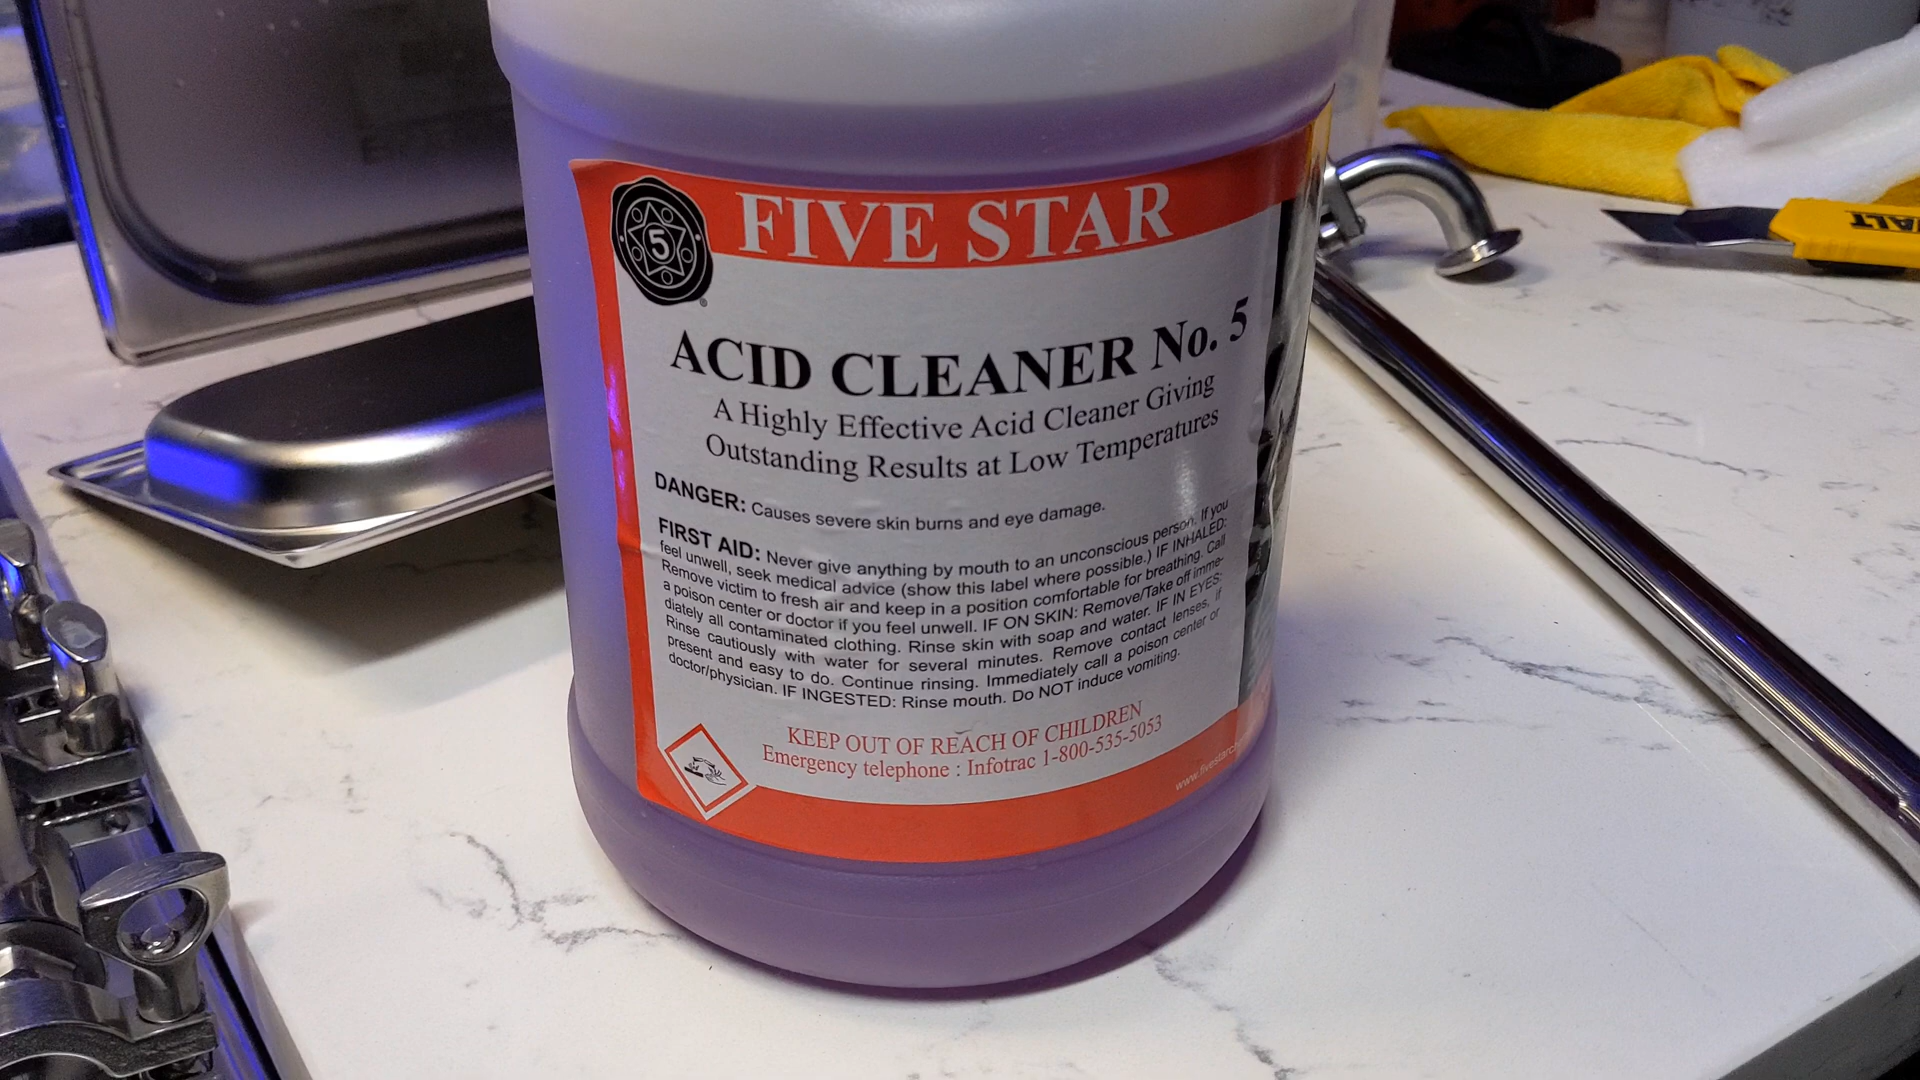 FIVE STAR
5
®
ACID CLEANER No. 5
A Highly Effective Acid Cleaner Giving
Outstanding Results at Low Temperatures
DANGER: Causes severe skin burns and eye damage.
FIRST AID: Never give anything by mouth to an unconscious person. If you
feel unwell, seek medical advice (show this label where possible.) IF INHALED:
Remove victim to fresh air and keep in a position comfortable for breathing. Call
a poison center or doctor if you feel unwell. IF ON SKIN: Remove/Take off imme-
diately all contaminated clothing. Rinse skin with soap and water. IF IN EYES:
Rinse cautiously with water for several minutes. Remove contact lenses, if
present and easy to do. Continue rinsing. Immediately call a poison center or
doctor/physician. IF INGESTED: Rinse mouth. Do NOT induce vomiting.
KEEP OUT OF REACH OF CHILDREN
Emergency telephone : Infotrac 1-800-535-5053